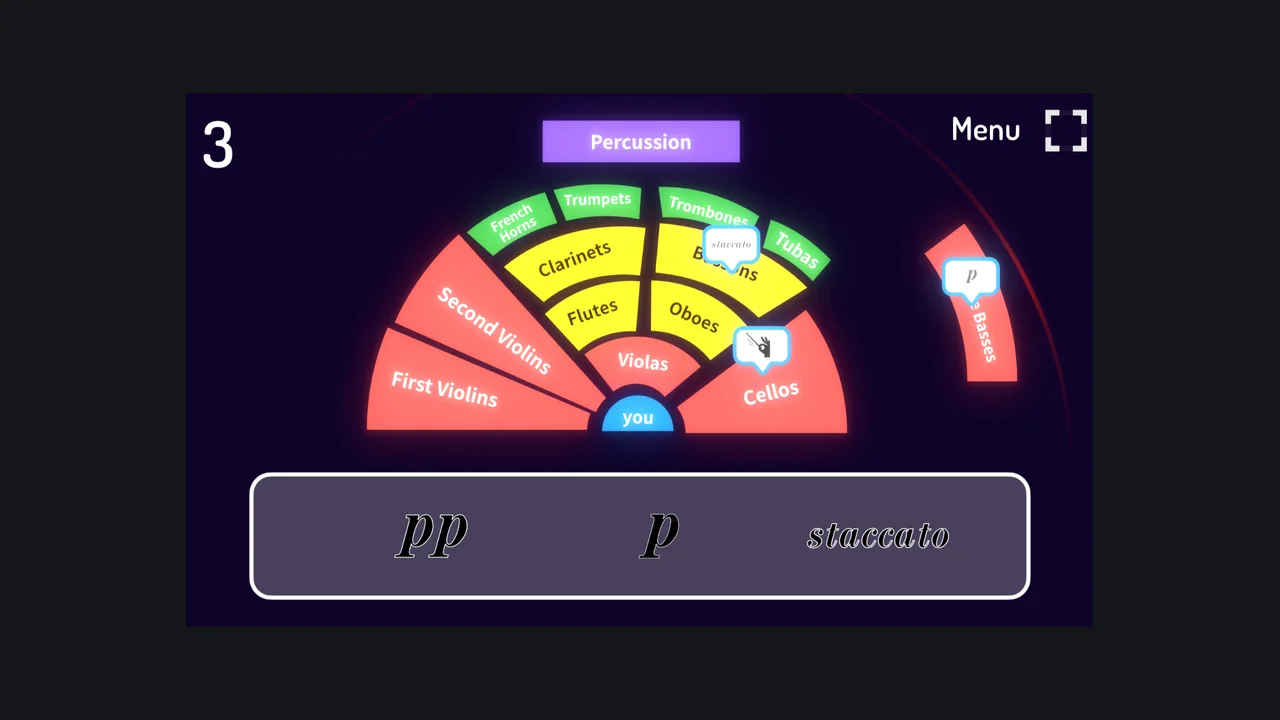 3
Menu
Percussion
French
Horns
Trumpets
Trombones
Tubas
Clarinets
staccato
Flutes
Oboes
p
Basses
Second Violins
Violas
First Violins
Cellos
you
pp
p
staccato